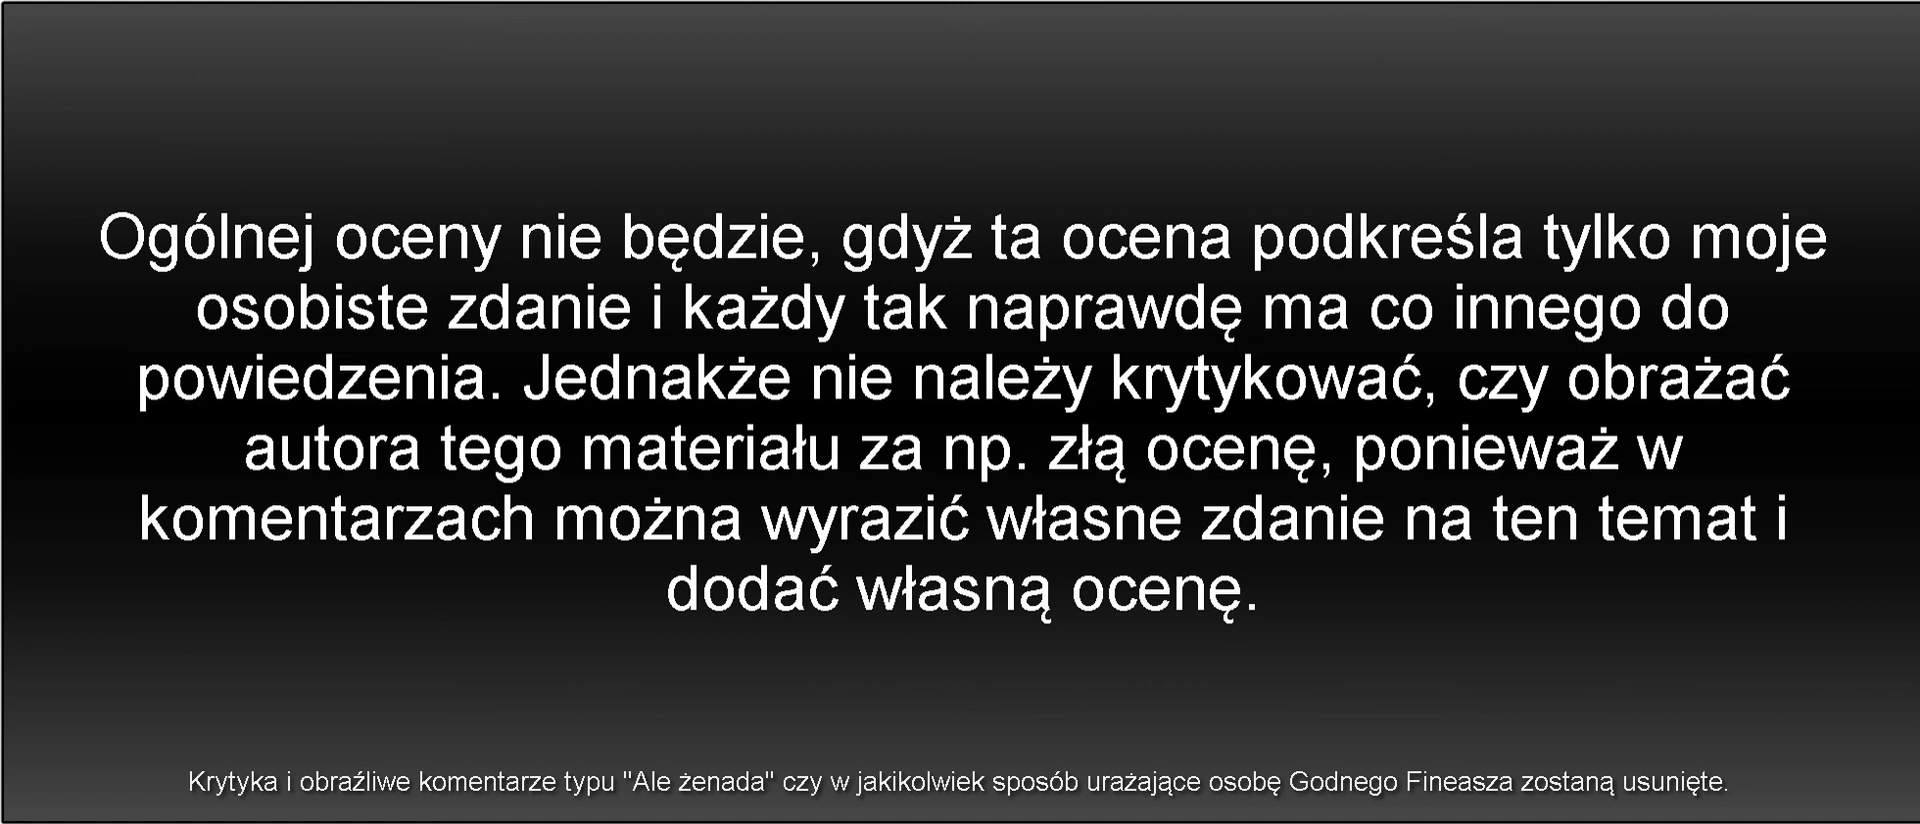 Ogólnej oceny nie będzie, gdyż ta ocena podkreśla tylko moje
osobiste zdanie i każdy tak naprawdę ma co innego do
powiedzenia. Jednakże nie należy krytykować, czy obrażać
autora tego materiału za np. złą ocenę, ponieważ w
komentarzach można wyrazić własne zdanie na ten temat i
dodać własną ocenę.
Krytyka i obraźliwe komentarze typu "Ale żenada" czy w jakikolwiek sposób urażające osobę Godnego Fineasza zostaną usunięte.